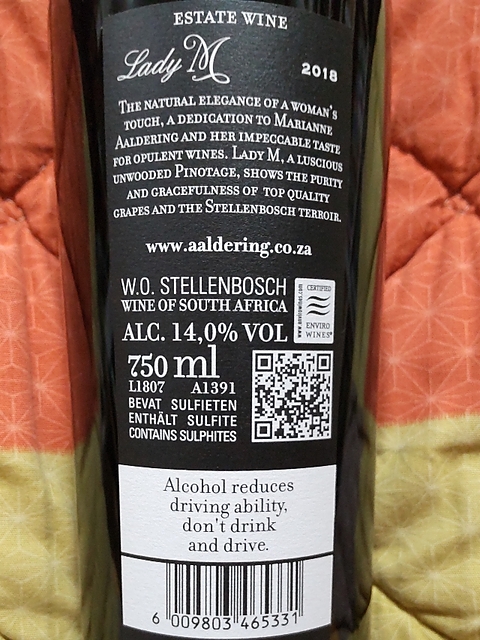 ESTATE WINE
Lady M
2018
THE NATURAL ELEGANCE OF A WOMAN'S
TOUCH, A DEDICATION TO MARIANNE
AALDERING AND HER IMPECCABLE TASTE
FOR OPULENT WINES. LADY M, A LUSCIOUS
UNWOODED PINOTAGE, SHOWS THE PURITY
AND GRACEFULNESS OF TOP QUALITY
GRAPES AND THE STELLENBOSCH TERROIR.
www.aaldering.co.za
W.O. STELLENBOSCH
WINE OF SOUTH AFRICA
CERTIFIED
ENVIRO
WINES
www.envirowines.com
ALC. 14,0% VOL
750 ml
L1807 A1391
BEVAT SULFIETEN
ENTHÄLT SULFITE
CONTAINS SULPHITES
Alcohol reduces
driving ability,
don't drink
and drive.
6 009803 465331